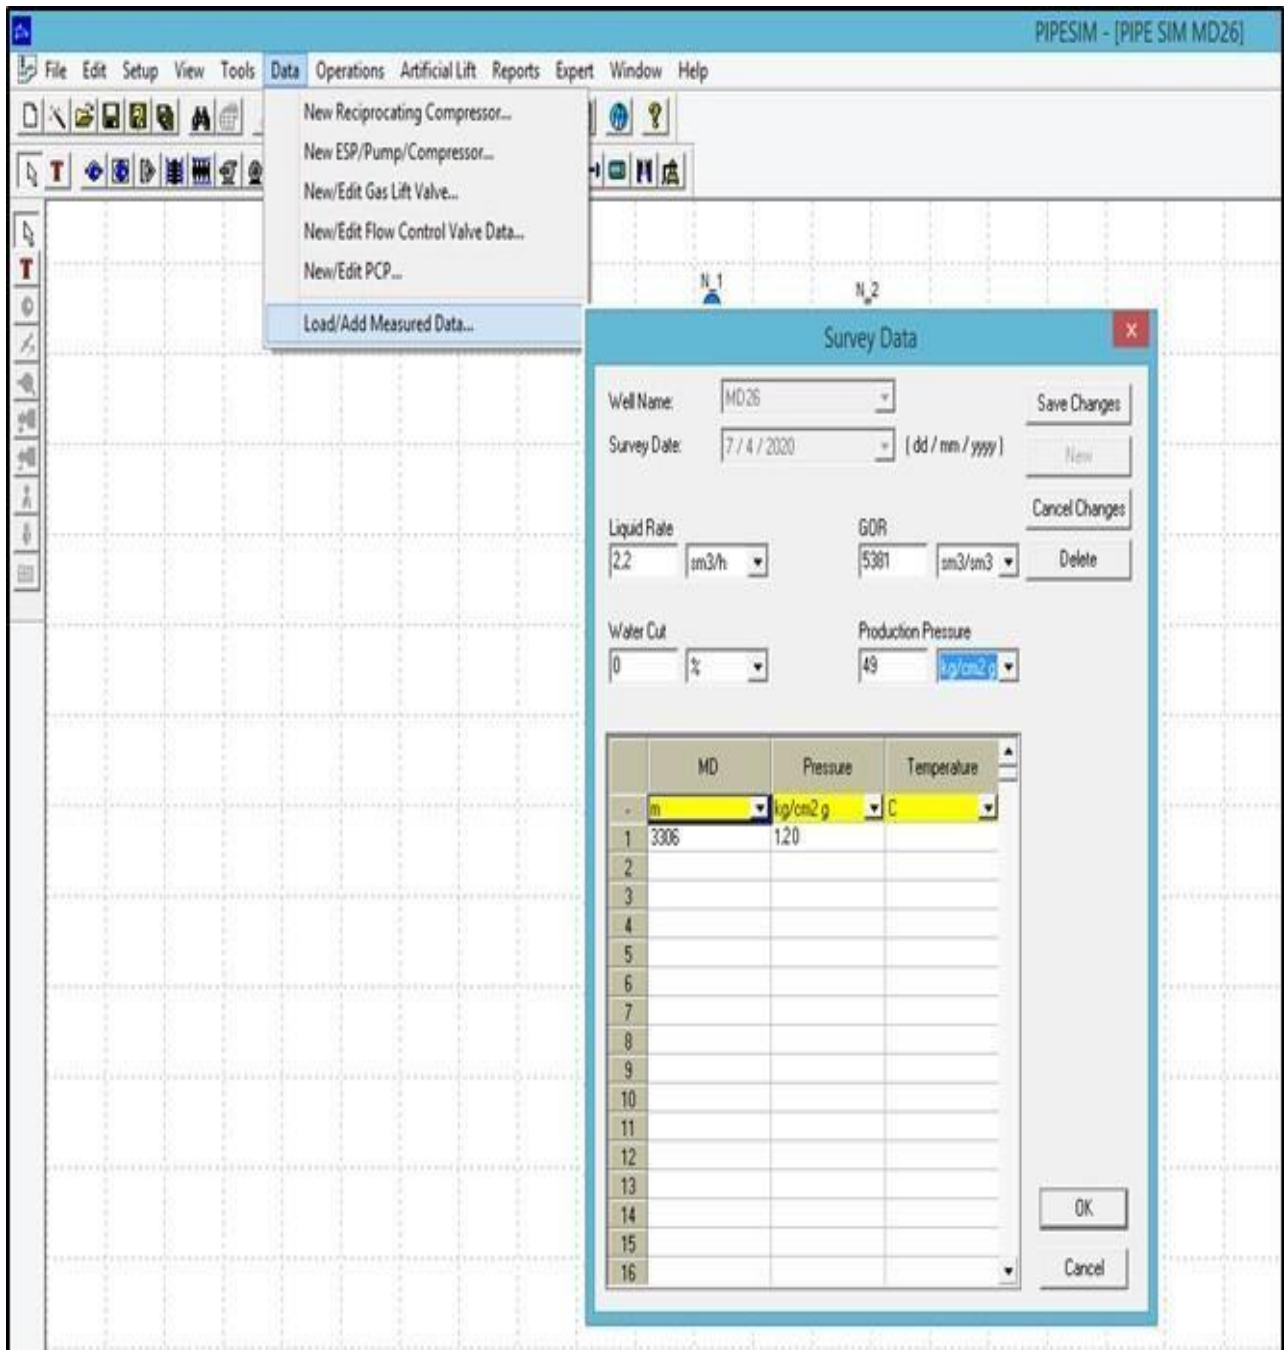 PIPESIM - [PIPE SIM MD26]
File Edit Setup View Tools Data Operations Artificial Lift Reports Expert Window Help
New Reciprocating Compressor...
New ESP/Pump/Compressor...
T
New/Edit Gas Lift Valve...
New/Edit Flow Control Valve Data...
T
New/Edit PCP...
N_1
N_2
Load/Add Measured Data...
Survey Data
Well Name: MD26
Save Changes
Survey Date: 7 / 4 / 2020 ( dd / mm / yyyy )
New
Cancel Changes
Liquid Rate GOR
2,2 sm3/h 5381 sm3/sm3
Delete
Water Cut Production Pressure
0 % 49 kg/cm2 g
MD Pressure Temperature
- m kg/cm2 g C
1 3306 120
2
3
4
5
6
7
8
9
10
11
12
13
14
15
16
OK
Cancel